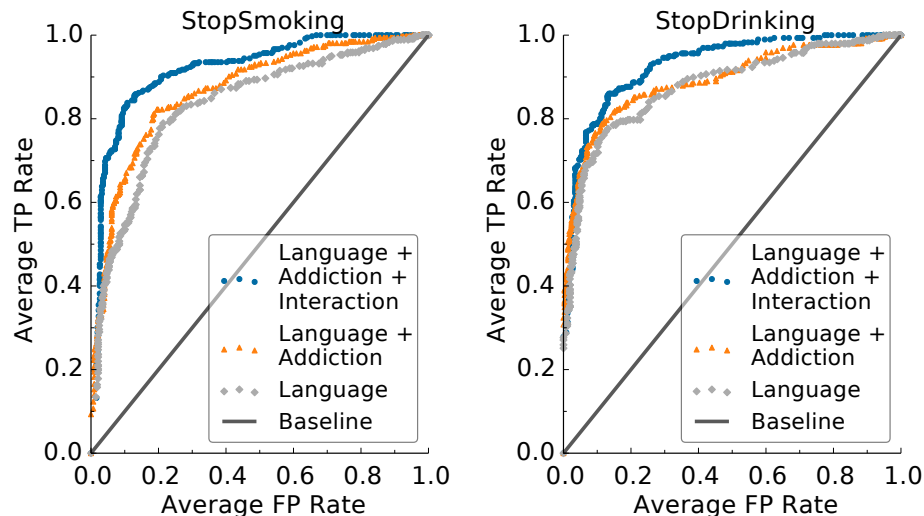 StopSmoking
1.0
0.8
0.6
0.4
0.2
0.0
Average TP Rate
Language +
Addiction +
Interaction
Language +
Addiction
Language
Baseline
0.0 0.2 0.4 0.6 0.8 1.0
Average FP Rate
StopDrinking
1.0
0.8
0.6
0.4
0.2
0.0
Average TP Rate
Language +
Addiction +
Interaction
Language +
Addiction
Language
Baseline
0.0 0.2 0.4 0.6 0.8 1.0
Average FP Rate